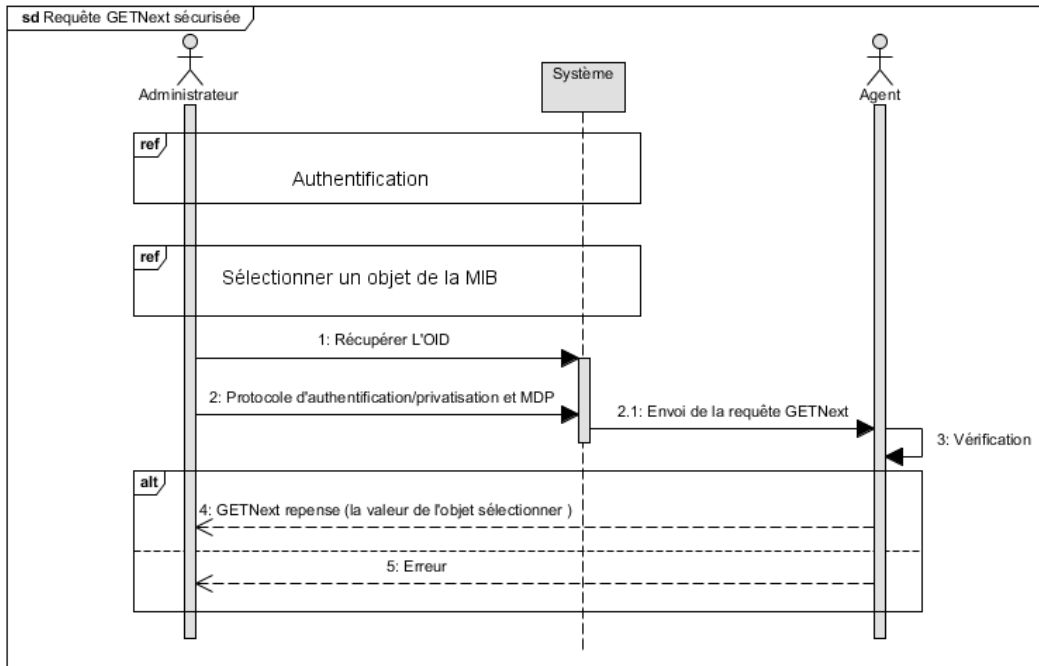 sd Requête GETNext sécurisée
Administrateur
Système
Agent
ref
Authentification
ref
Sélectionner un objet de la MIB
1: Récupérer L'OID
2: Protocole d'authentification/privatisation et MDP
2.1: Envoi de la requête GETNext
3: Vérification
alt
4: GETNext repense (la valeur de l'objet sélectionner )
5: Erreur